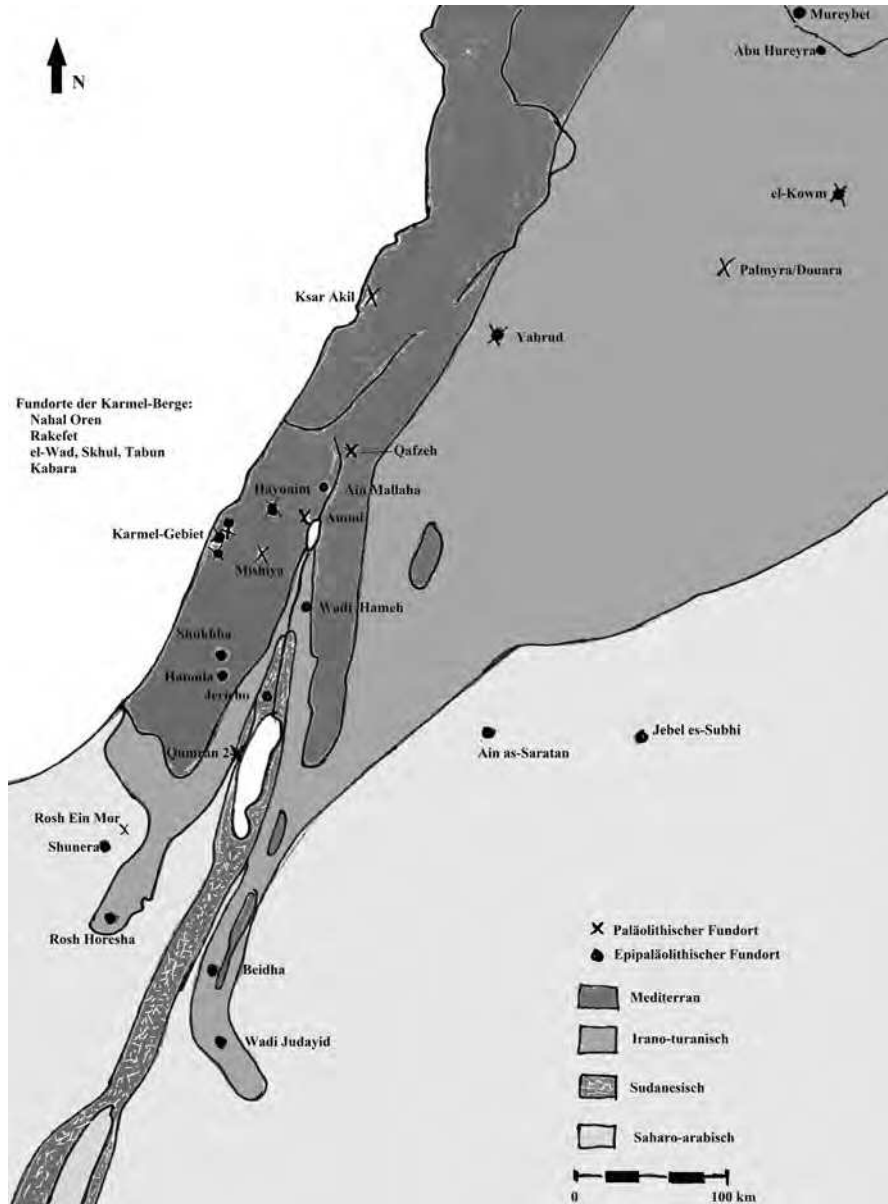 Mureybet
Abu Hureyra
N
el-Kowm
Palmyra/Douara
Ksar Akil
Yabrud
Fundorte der Karmel-Berge:
Nahal Oren
Rakefet
el-Wad, Skhul, Tabun
Kabara
Qafzeh
Hayonim
Ain Mallaha
Amud
Karmel-Gebiet
Mishiya
Wadi Hameh
Shukbba
Hatoula
Jericho
Qumran 2
Ain as-Saratan
Jebel es-Subhi
Rosh Ein Mor
Shunera
Rosh Horesha
Beidha
Wadi Judayid
Paläolithischer Fundort
Epipaläolithischer Fundort
Mediterran
Irano-turanisch
Sudanesisch
Saharo-arabisch
0 100 km